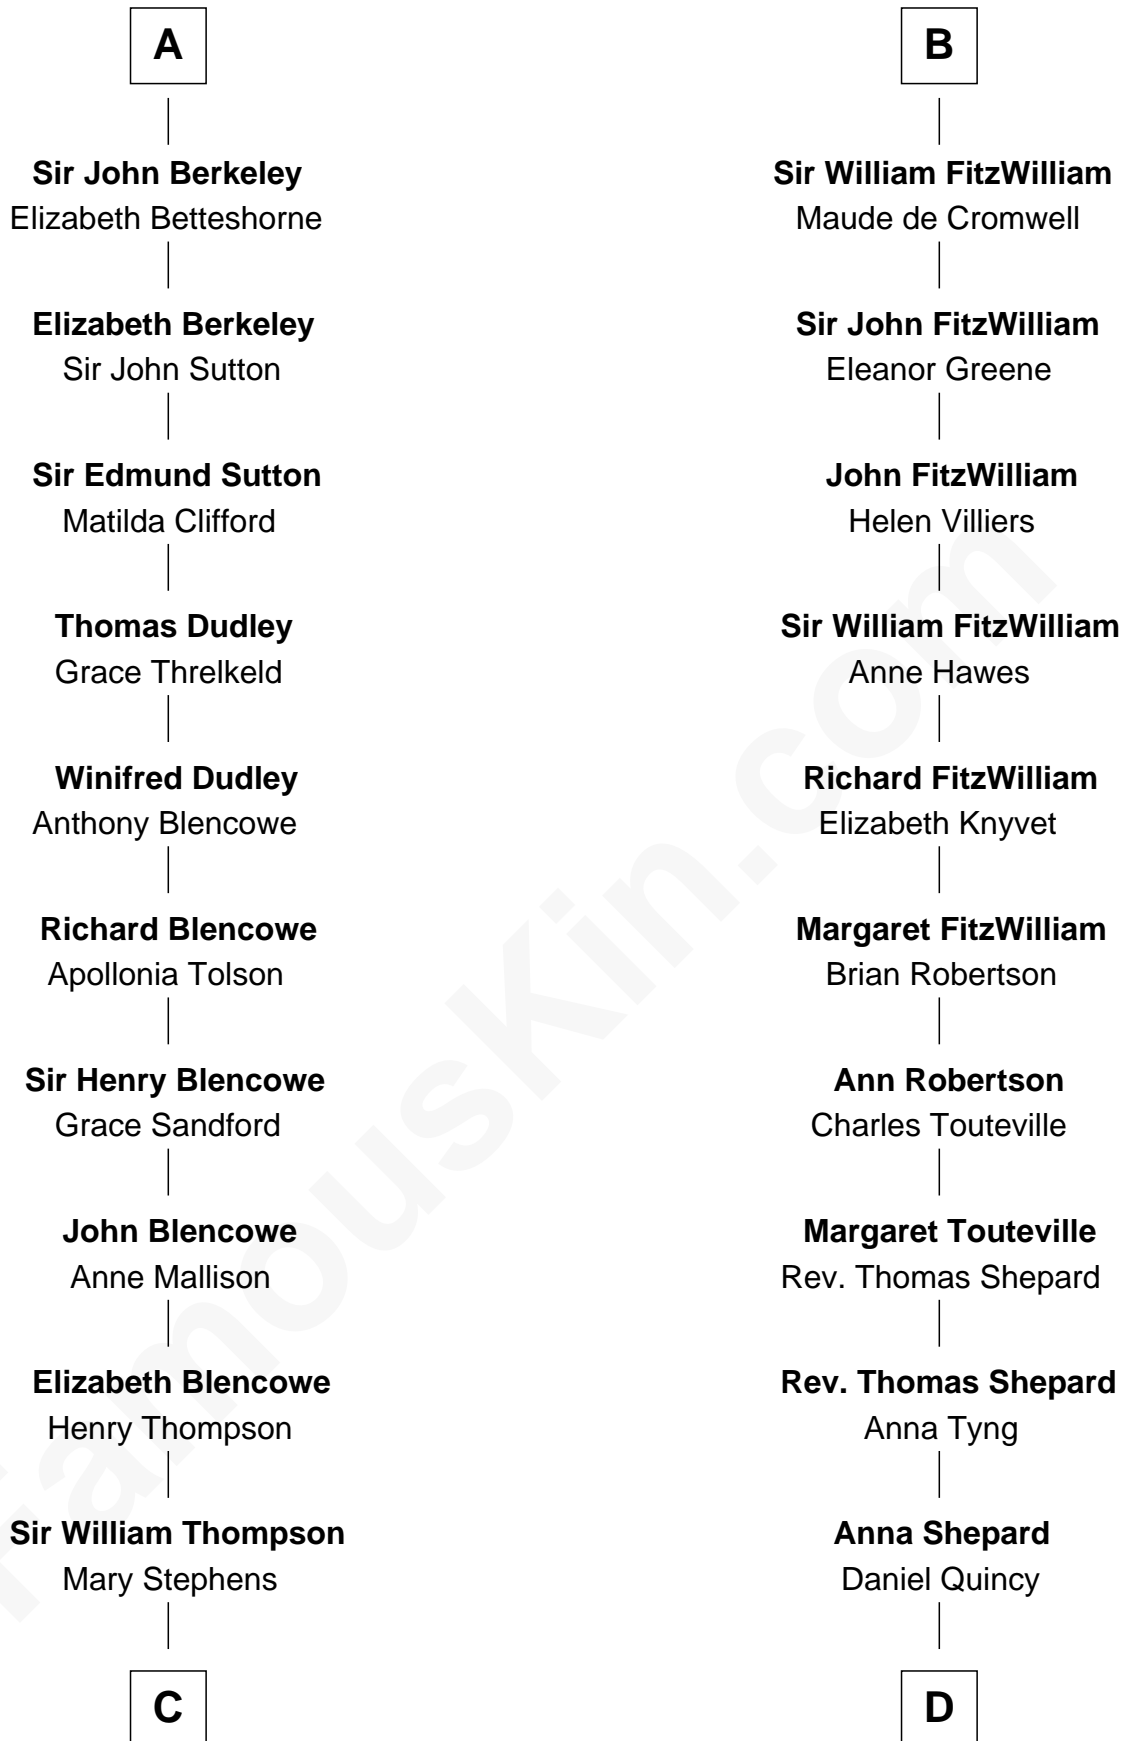 A
Sir John Berkeley
Elizabeth Betteshorne
Elizabeth Berkeley
Sir John Sutton
Sir Edmund Sutton
Matilda Clifford
Thomas Dudley
Grace Threlkeld
Winifred Dudley
Anthony Blencowe
Richard Blencowe
Apollonia Tolson
Sir Henry Blencowe
Grace Sandford
John Blencowe
Anne Mallison
Elizabeth Blencowe
Henry Thompson
Sir William Thompson
Mary Stephens
C
B
Sir William FitzWilliam
Maude de Cromwell
Sir John FitzWilliam
Eleanor Greene
John FitzWilliam
Helen Villiers
Sir William FitzWilliam
Anne Hawes
Richard FitzWilliam
Elizabeth Knyvet
Margaret FitzWilliam
Brian Robertson
Ann Robertson
Charles Touteville
Margaret Touteville
Rev. Thomas Shepard
Rev. Thomas Shepard
Anna Tyng
Anna Shepard
Daniel Quincy
D
FamousKin.com